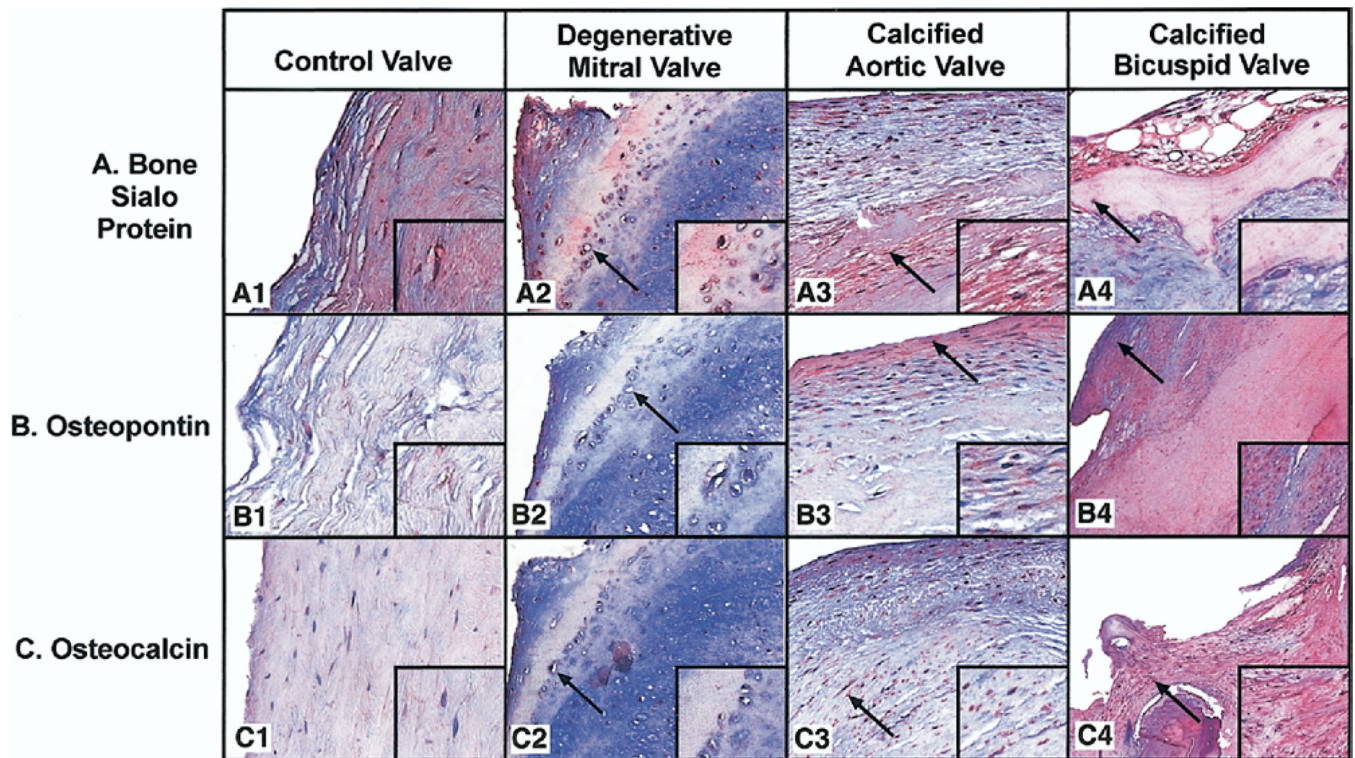 Control Valve
Degenerative
Mitral Valve
Calcified
Aortic Valve
Calcified
Bicuspid Valve
A. Bone
Sialo
Protein
A1
A2
A3
A4
B. Osteopontin
B1
B2
B3
B4
C. Osteocalcin
C1
C2
C3
C4